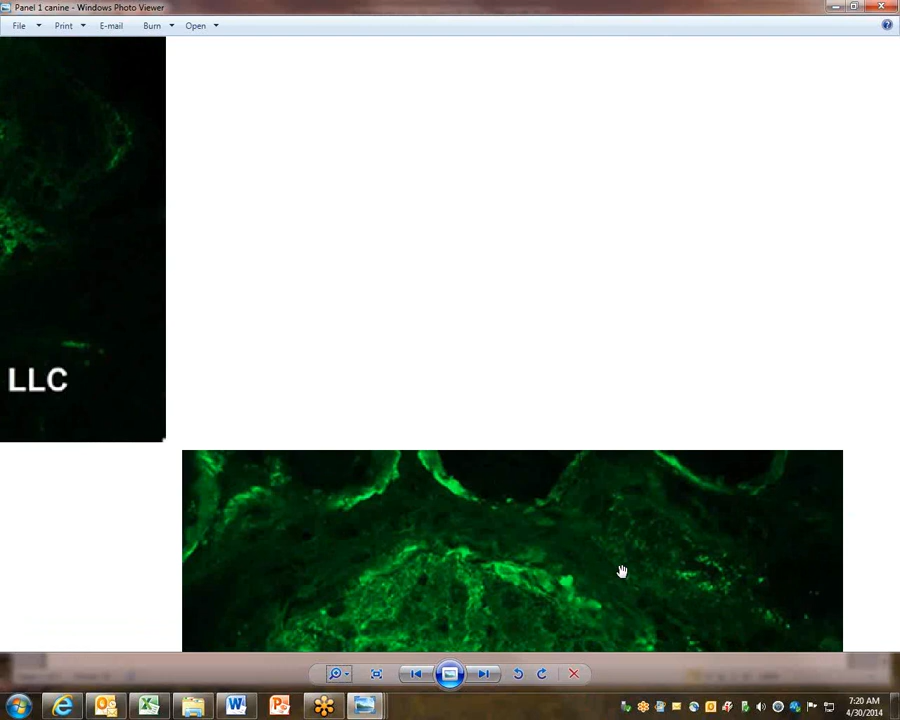 Panel 1 canine - Windows Photo Viewer
File Print E-mail Burn Open
LLC
7:20 AM
4/30/2014